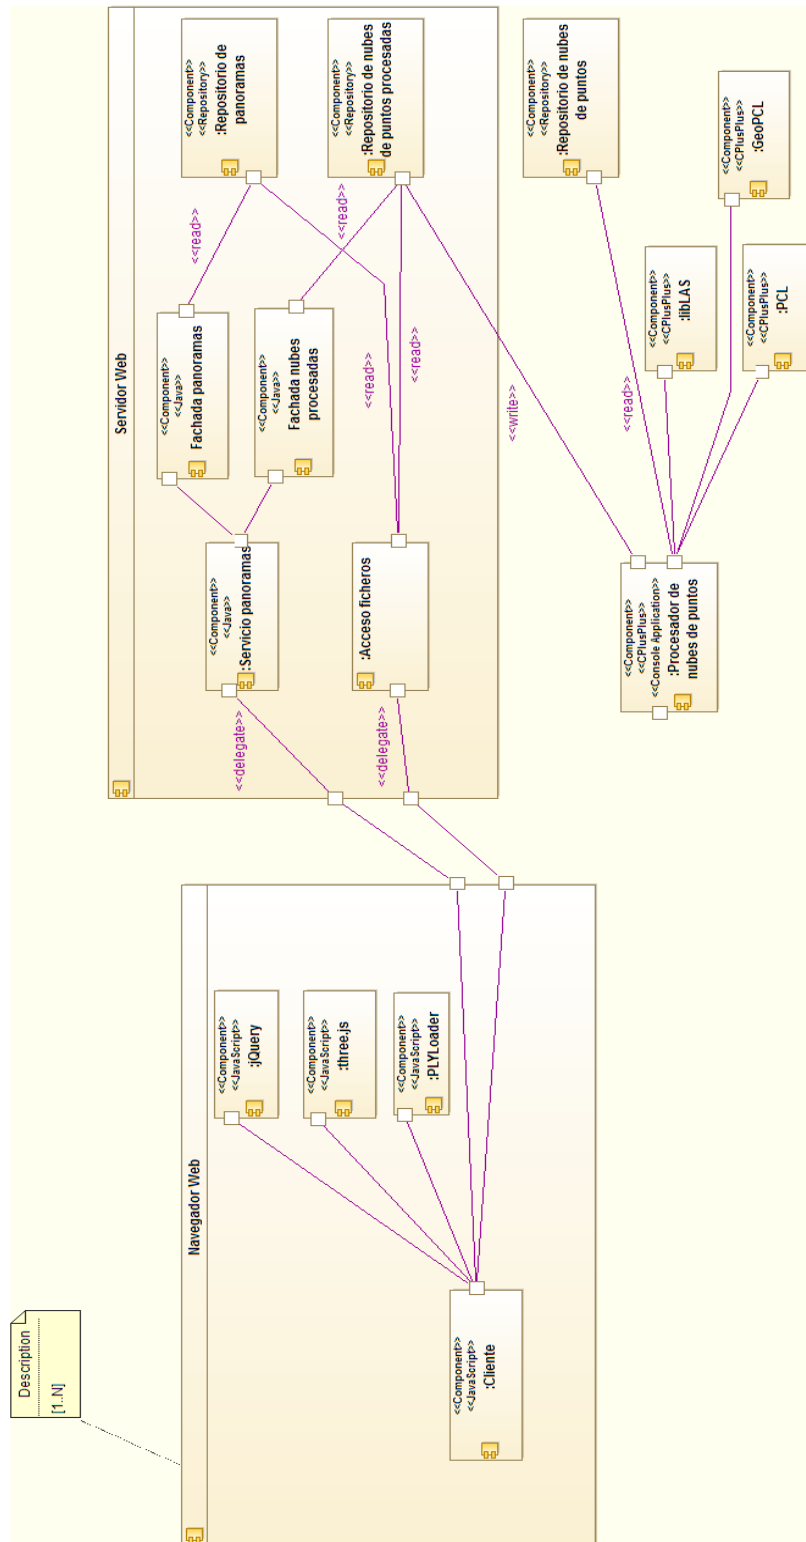 Description
[1..N]
Navegador Web
<<Component>>
<<JavaScript>>
:jQuery
<<Component>>
<<JavaScript>>
:three.js
<<Component>>
<<JavaScript>>
:PLYLoader
<<Component>>
<<JavaScript>>
:Cliente
Servidor Web
<<delegate>>
<<delegate>>
<<Component>>
<<Java>>
:Servicio panoramas
:Acceso ficheros
<<Component>>
<<Java>>
Fachada panoramas
<<Component>>
<<Java>>
Fachada nubes
procesadas
<<read>>
<<read>>
<<read>>
<<read>>
<<write>>
<<Component>>
<<Repository>>
:Repositorio de
panoramas
<<Component>>
<<Repository>>
:Repositorio de nubes
de puntos procesadas
<<Component>>
<<Repository>>
:Repositorio de nubes
de puntos
<<read>>
<<Component>>
<<CPlusPlus>>
<<Console Application>>
:Procesador de
nubes de puntos
<<Component>>
<<CPlusPlus>>
:libLAS
<<Component>>
<<CPlusPlus>>
:GeoPCL
<<Component>>
<<CPlusPlus>>
:PCL